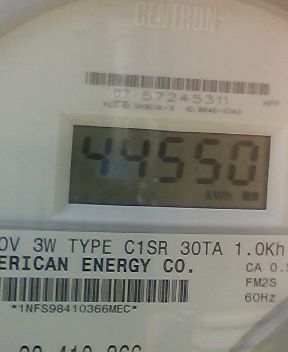 CENTRON
07 57245311 HPP
44550
kWh
0V 3W TYPE C1SR 30TA 1.0Kh
ERICAN ENERGY CO.
CA 0.5
FM2S
60Hz
*1NFS98410366MEC*